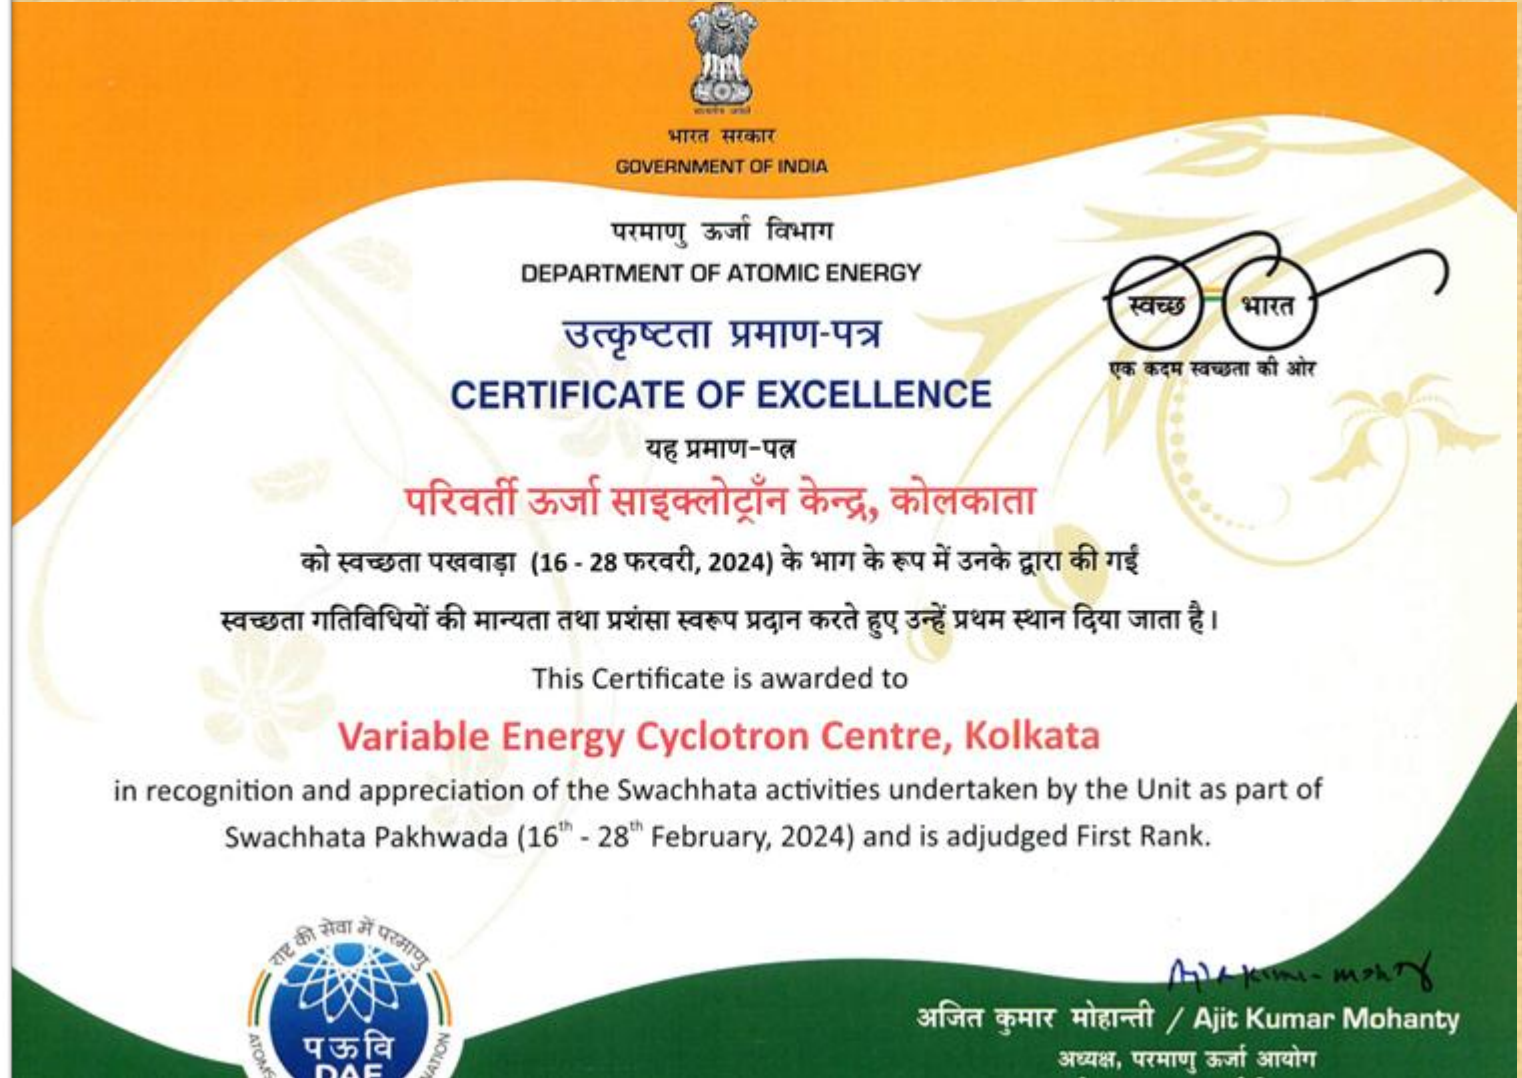 भारत सरकार
GOVERNMENT OF INDIA
परमाणु ऊर्जा विभाग
DEPARTMENT OF ATOMIC ENERGY
उत्कृष्टता प्रमाण-पत्र
CERTIFICATE OF EXCELLENCE
स्वच्छ भारत
एक कदम स्वच्छता की ओर
यह प्रमाण-पत्र
परिवर्ती ऊर्जा साइक्लोट्रॉन केन्द्र, कोलकाता
को स्वच्छता पखवाड़ा (16 - 28 फरवरी, 2024) के भाग के रूप में उनके द्वारा की गईं
स्वच्छता गतिविधियों की मान्यता तथा प्रशंसा स्वरूप प्रदान करते हुए उन्हें प्रथम स्थान दिया जाता है।
This Certificate is awarded to
Variable Energy Cyclotron Centre, Kolkata
in recognition and appreciation of the Swachhata activities undertaken by the Unit as part of
Swachhata Pakhwada (16th - 28th February, 2024) and is adjudged First Rank.
राष्ट्र की सेवा में परमाणु
पऊवि
DAE
ATOMS
अजित कुमार मोहान्ती / Ajit Kumar Mohanty
अध्यक्ष, परमाणु ऊर्जा आयोग